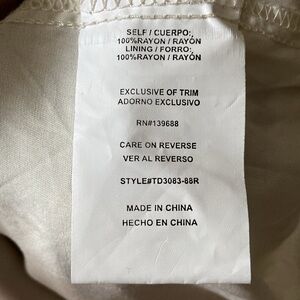 SELF / CUERPO:
100%RAYON / RAYÓN
LINING / FORRO:
100%RAYON / RAYÓN
EXCLUSIVE OF TRIM
ADORNO EXCLUSIVO
RN#139688
CARE ON REVERSE
VER AL REVERSO
STYLE#TD3083-88R
MADE IN CHINA
HECHO EN CHINA